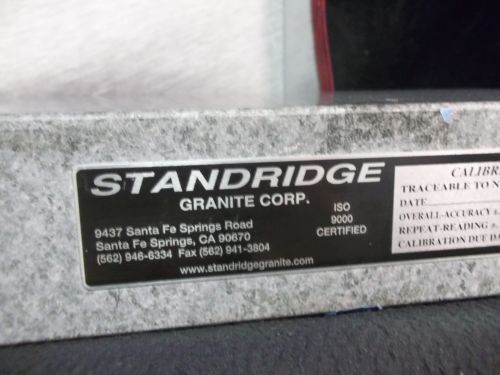 STANDRIDGE
GRANITE CORP.
9437 Santa Fe Springs Road
Santa Fe Springs, CA 90670
(562) 946-6334 Fax (562) 941-3804
www.standridgegranite.com
ISO
9000
CERTIFIED
TRACEABLE TO
DATE
OVERALL-ACCURACY
REPEAT-READING
CALIBRATION DUE